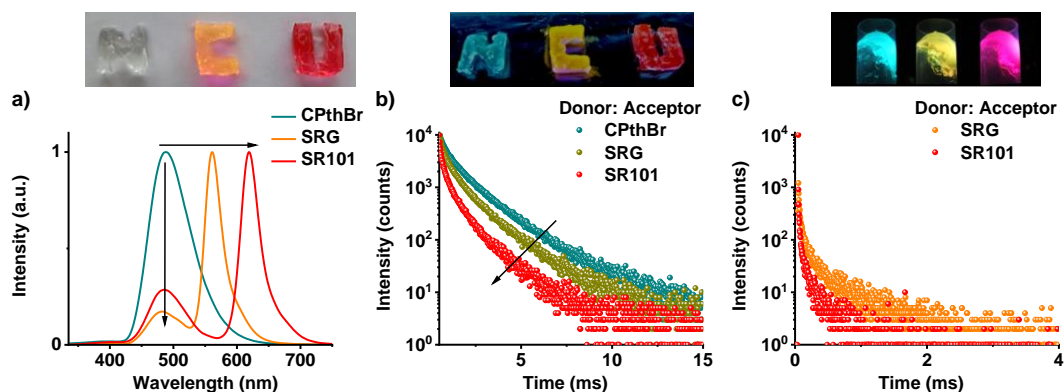 N C U
N C U
a)
CPthBr
SRG
SR101
Intensity (a.u.)
1
0
400 500 600 700
Wavelength (nm)
b)
Donor: Acceptor
CPthBr
SRG
SR101
Intensity (counts)
10⁴
10³
10²
10¹
10⁰
5 10 15
Time (ms)
c)
Donor: Acceptor
SRG
SR101
Intensity (counts)
10⁴
10³
10²
10¹
10⁰
0 2 4
Time (ms)